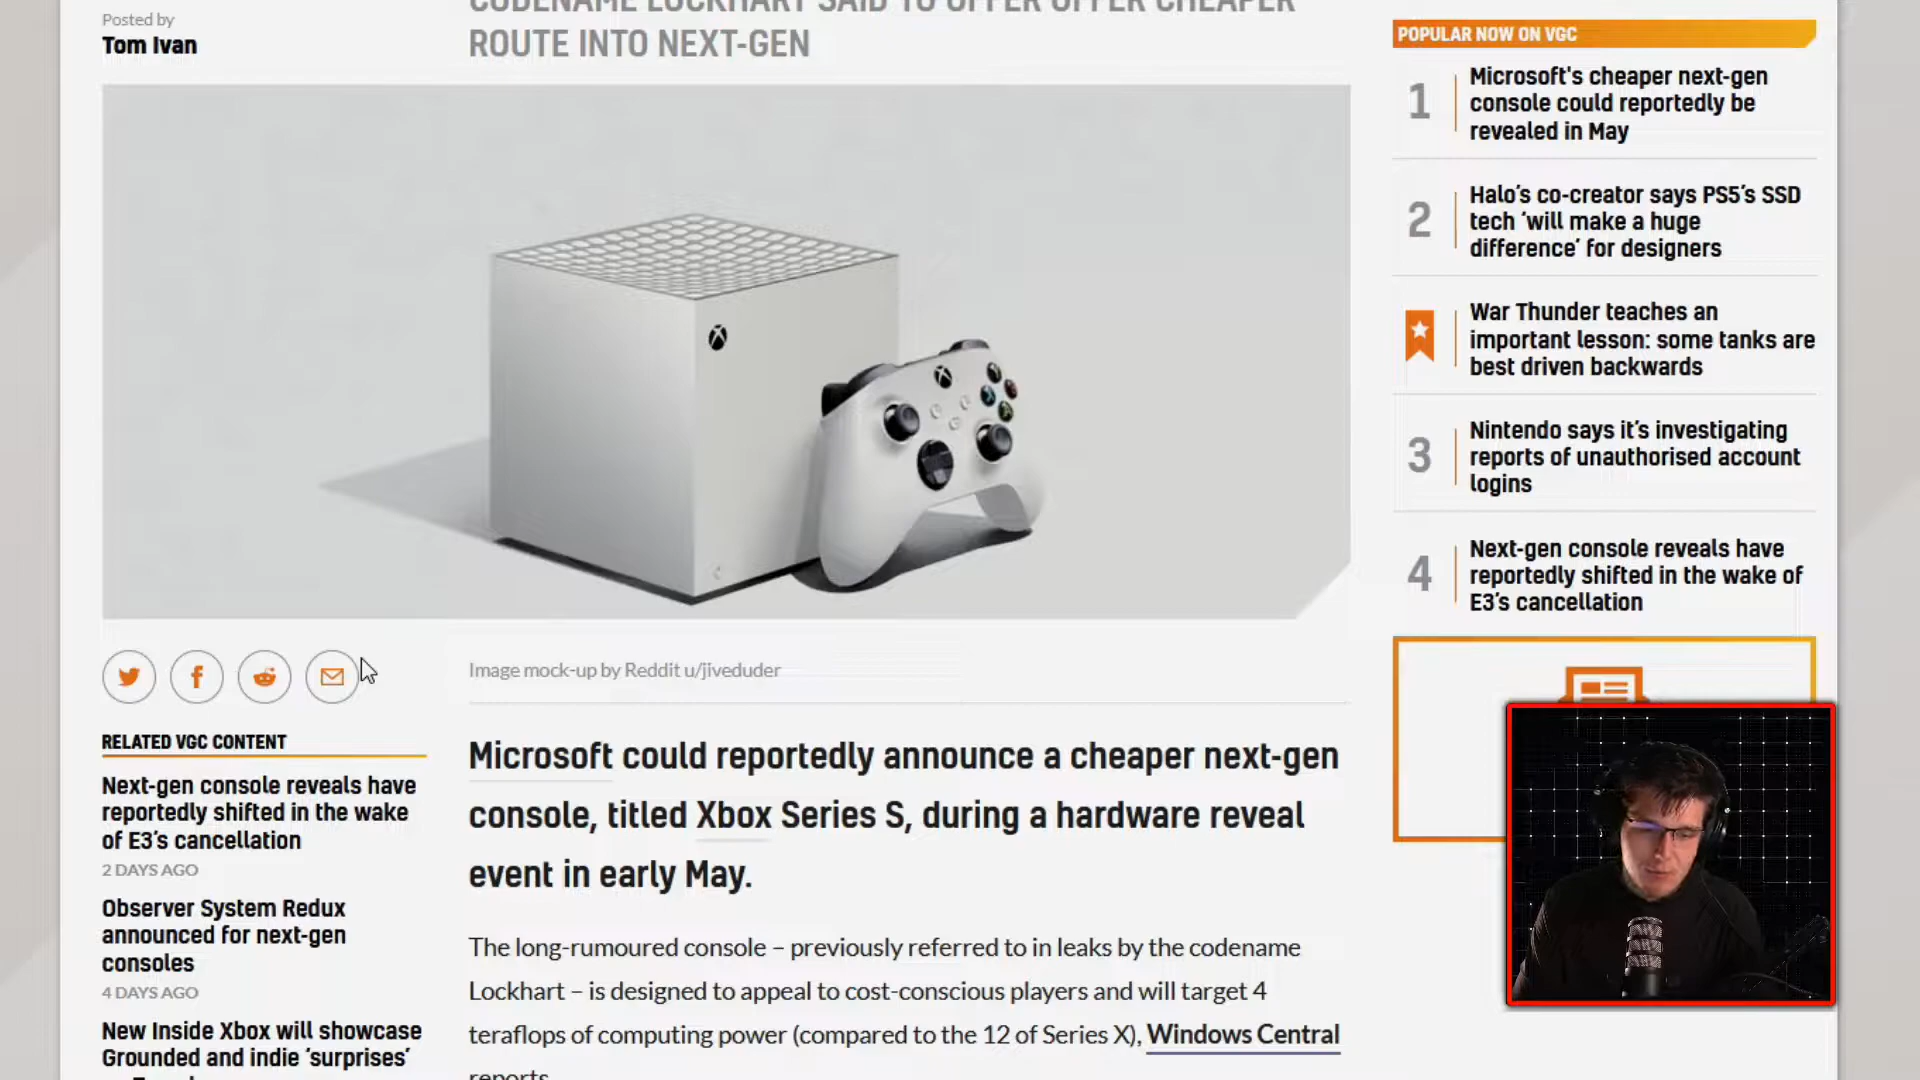 Posted by
Tom Ivan
CODENAME LOCKHART SAID TO OFFER OFFER CHEAPER
ROUTE INTO NEXT-GEN
Image mock-up by Reddit u/jiveduder
Microsoft could reportedly announce a cheaper next-gen
console, titled Xbox Series S, during a hardware reveal
event in early May.
The long-rumoured console – previously referred to in leaks by the codename
Lockhart – is designed to appeal to cost-conscious players and will target 4
teraflops of computing power (compared to the 12 of Series X), Windows Central
reports.
RELATED VGC CONTENT
Next-gen console reveals have
reportedly shifted in the wake
of E3’s cancellation
2 DAYS AGO
Observer System Redux
announced for next-gen
consoles
4 DAYS AGO
New Inside Xbox will showcase
Grounded and indie ‘surprises’
POPULAR NOW ON VGC
1
Microsoft's cheaper next-gen
console could reportedly be
revealed in May
2
Halo’s co-creator says PS5’s SSD
tech ‘will make a huge
difference’ for designers
War Thunder teaches an
important lesson: some tanks are
best driven backwards
3
Nintendo says it’s investigating
reports of unauthorised account
logins
4
Next-gen console reveals have
reportedly shifted in the wake of
E3’s cancellation